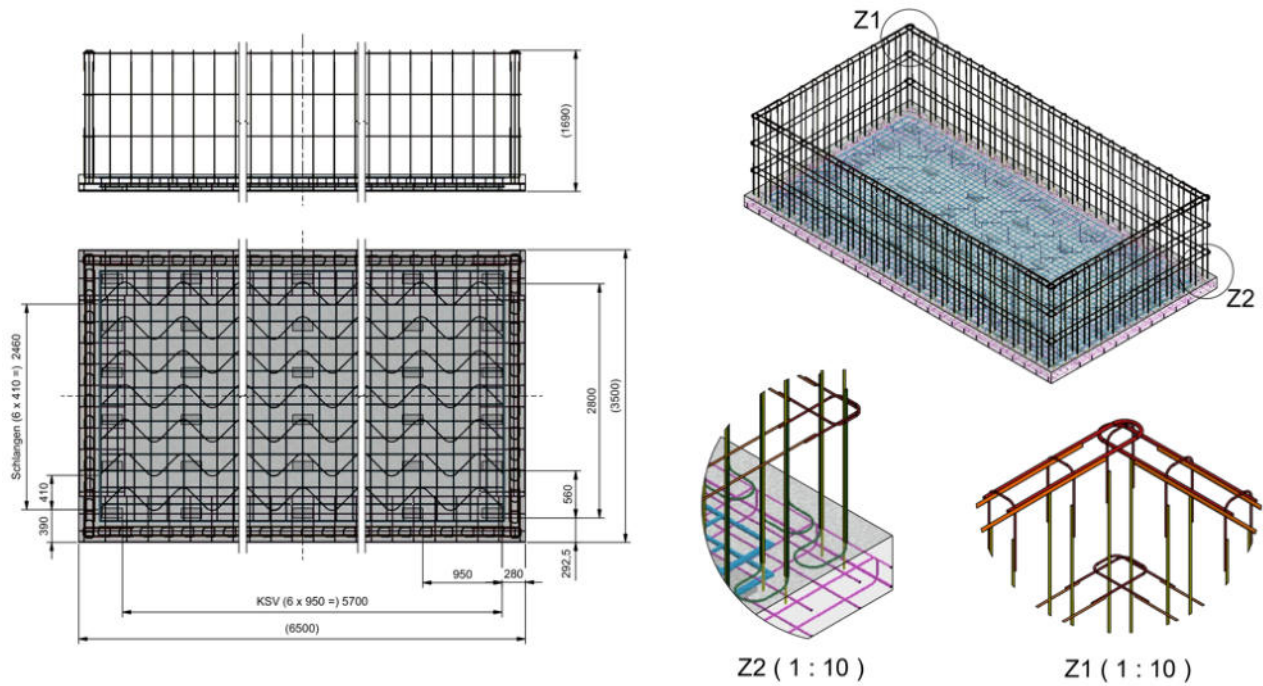 Z1
(1690)
Z2
Schlangen (6 x 410 =) 2460
410
390
2800
(3500)
560
292,5
950
280
KSV (6 x 950 =) 5700
(6500)
Z2 ( 1 : 10 )
Z1 ( 1 : 10 )